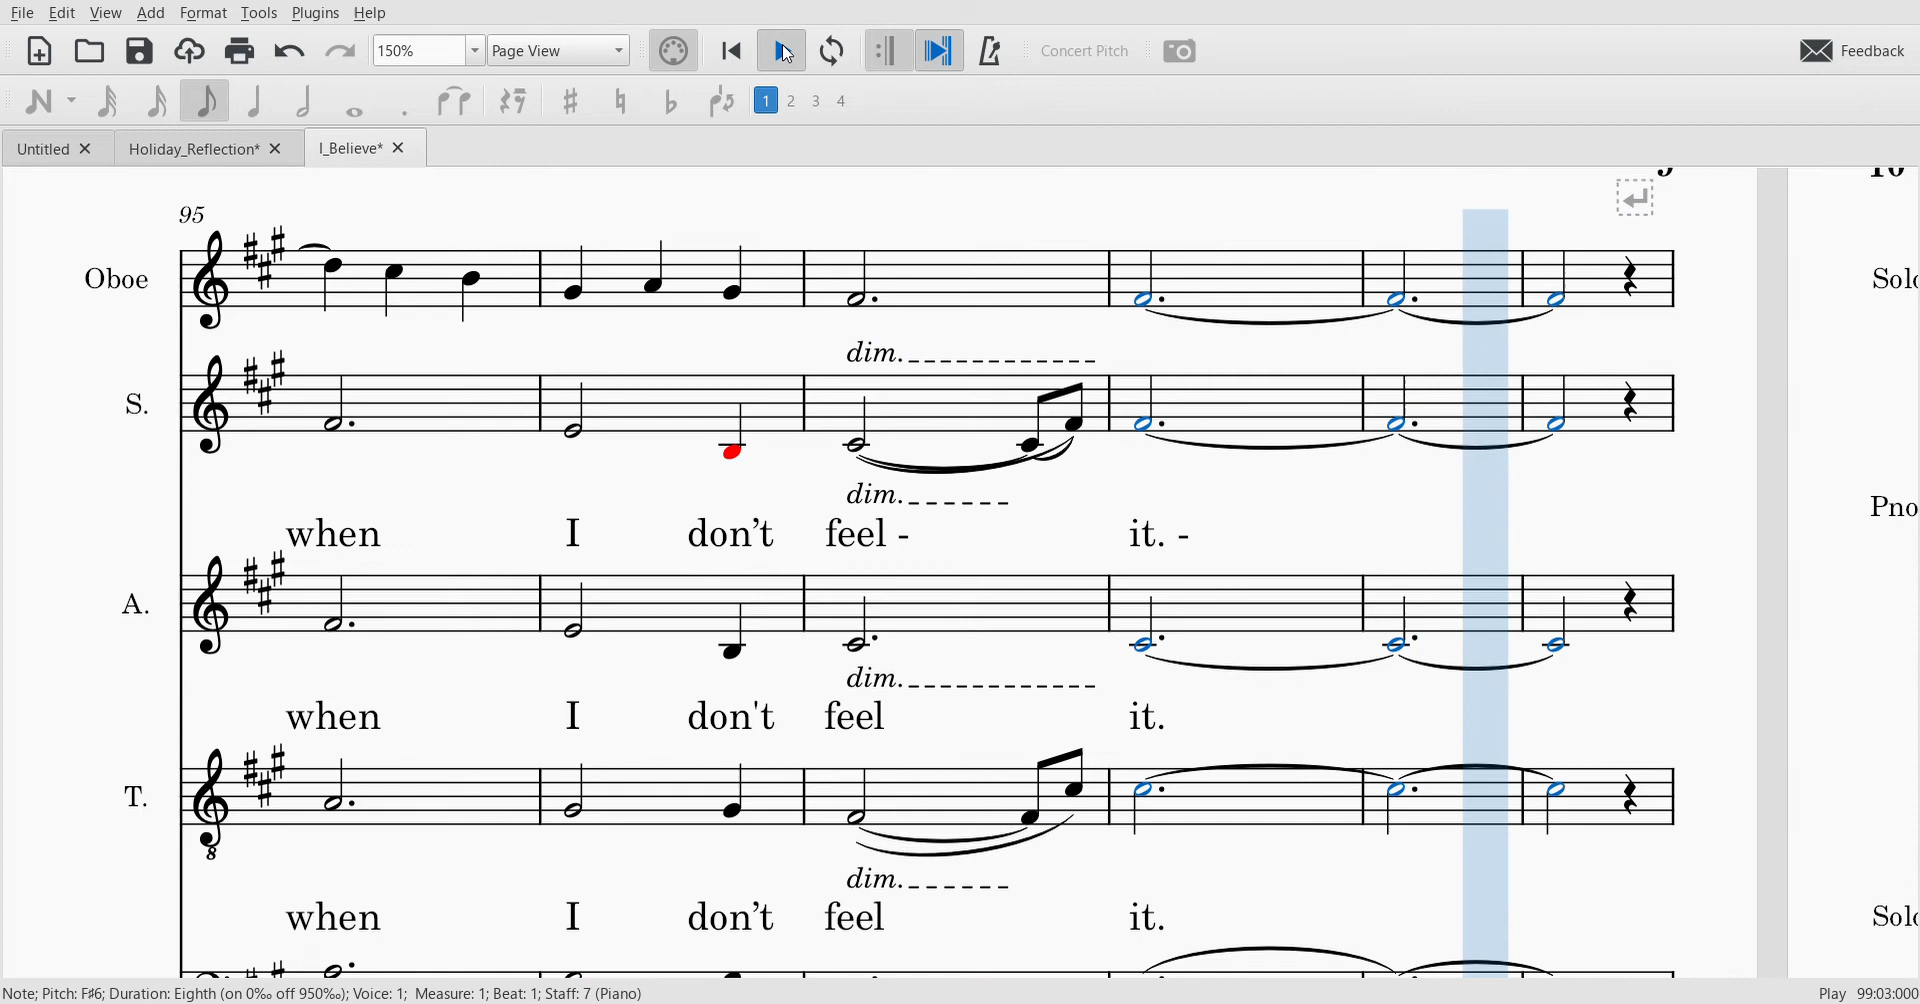 File Edit View Add Format Tools Plugins Help
150% Page View Concert Pitch Feedback
1 2 3 4
Untitled Holiday_Reflection* I_Believe*
95
Oboe
dim.
S.
dim.
when I don’t feel - it. -
A.
dim.
when I don't feel it.
T.
8
dim.
when I don’t feel it.
Note; Pitch: F♯6; Duration: Eighth (on 0‰ off 950‰); Voice: 1; Measure: 1; Beat: 1; Staff: 7 (Piano) Play 99:03:000